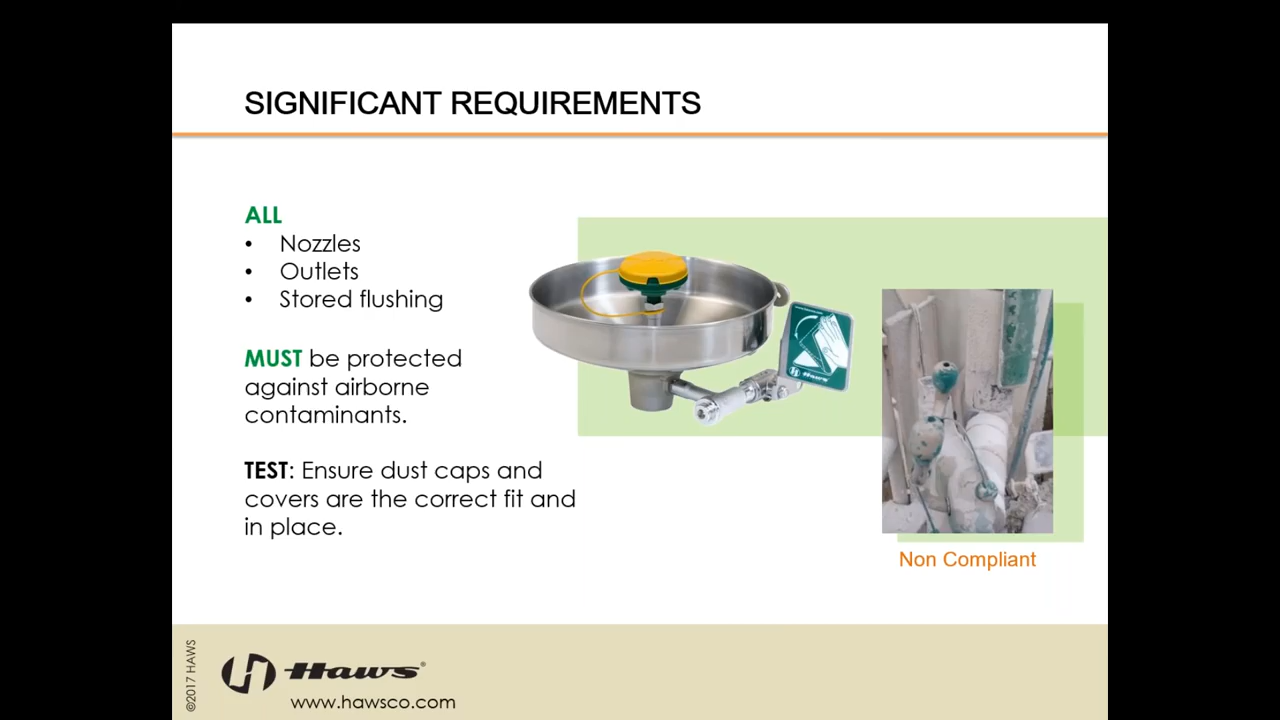 SIGNIFICANT REQUIREMENTS
ALL
• Nozzles
• Outlets
• Stored flushing
MUST be protected
against airborne
contaminants.
TEST: Ensure dust caps and
covers are the correct fit and
in place.
Haws
Non Compliant
©2017 HAWS
Haws®
www.hawsco.com